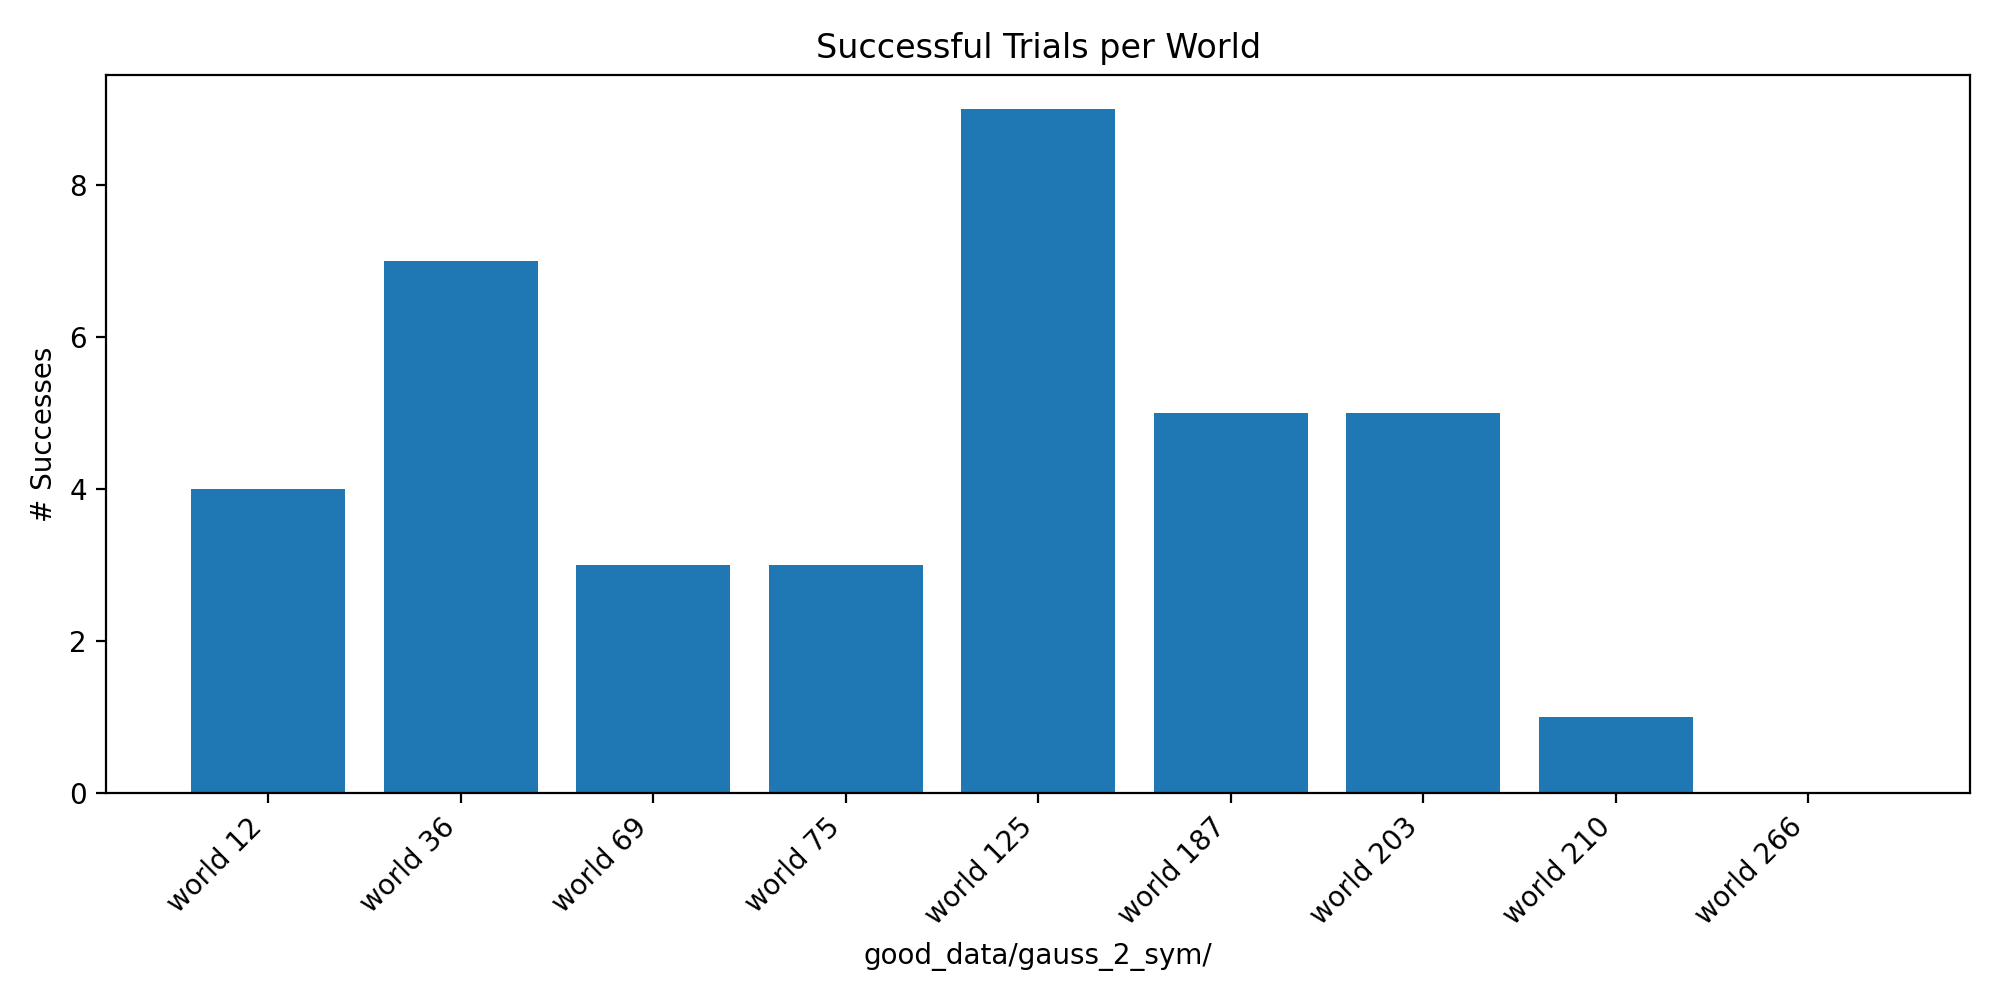 Successful Trials per World
# Successes
8
6
4
2
0
world 12
world 36
world 69
world 75
world 125
world 187
world 203
world 210
world 266
good_data/gauss_2_sym/